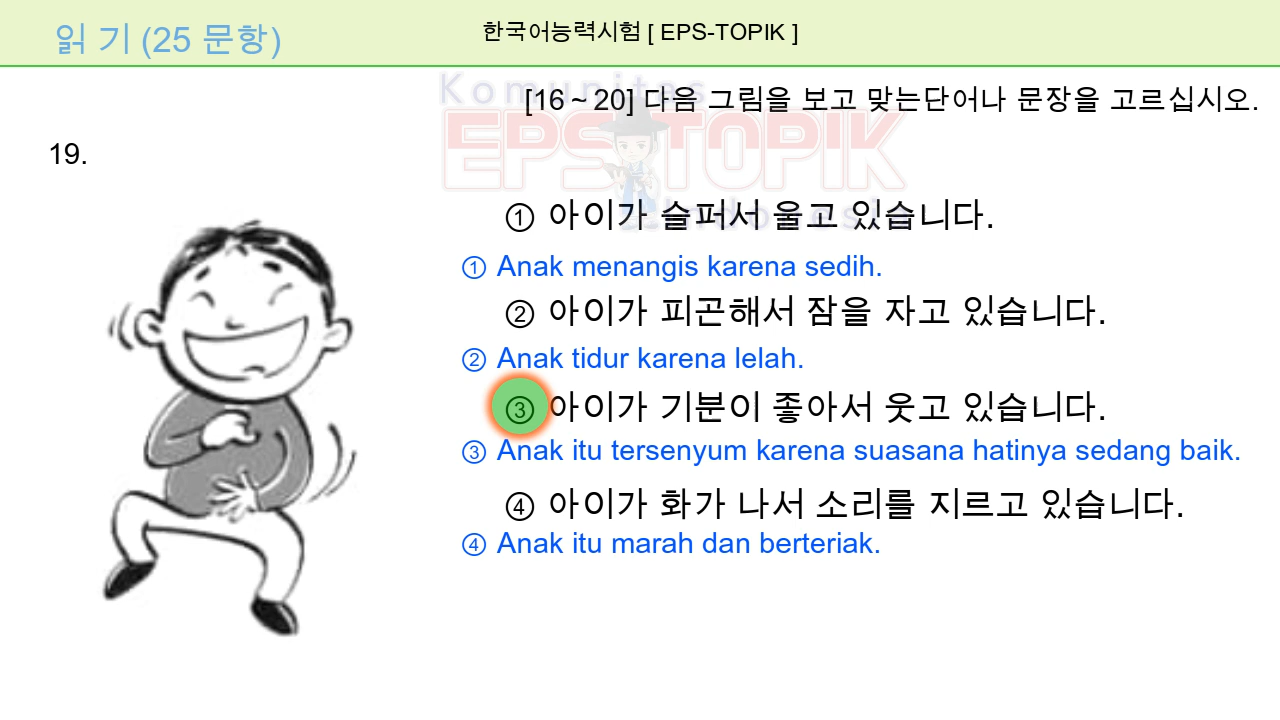 읽 기 (25 문항)
한국어능력시험 [ EPS-TOPIK ]
Komunitas
EPS TOPIK
Indonesia
[16 ~ 20] 다음 그림을 보고 맞는단어나 문장을 고르십시오.
19.
① 아이가 슬퍼서 울고 있습니다.
① Anak menangis karena sedih.
② 아이가 피곤해서 잠을 자고 있습니다.
② Anak tidur karena lelah.
③ 아이가 기분이 좋아서 웃고 있습니다.
③ Anak itu tersenyum karena suasana hatinya sedang baik.
④ 아이가 화가 나서 소리를 지르고 있습니다.
④ Anak itu marah dan berteriak.